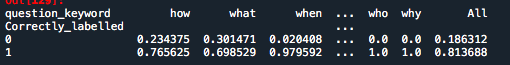 Out[129]:
question_keyword how what when ... who why All
Correctly_labelled ...
0 0.234375 0.301471 0.020408 ... 0.0 0.0 0.186312
1 0.765625 0.698529 0.979592 ... 1.0 1.0 0.813688